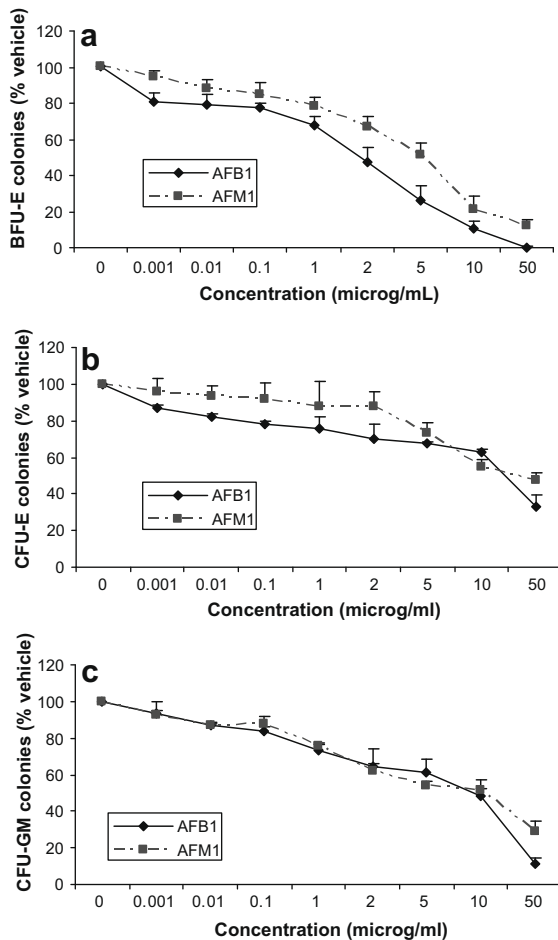 a
BFU-E colonies (% vehicle)
120
100
80
60
40
20
0
AFB1
AFM1
0 0.001 0.01 0.1 1 2 5 10 50
Concentration (microg/mL)
b
CFU-E colonies (% vehicle)
120
100
80
60
40
20
0
AFB1
AFM1
0 0.001 0.01 0.1 1 2 5 10 50
Concentration (microg/ml)
c
CFU-GM colonies (% vehicle)
120
100
80
60
40
20
0
AFB1
AFM1
0 0.001 0.01 0.1 1 2 5 10 50
Concentration (microg/ml)